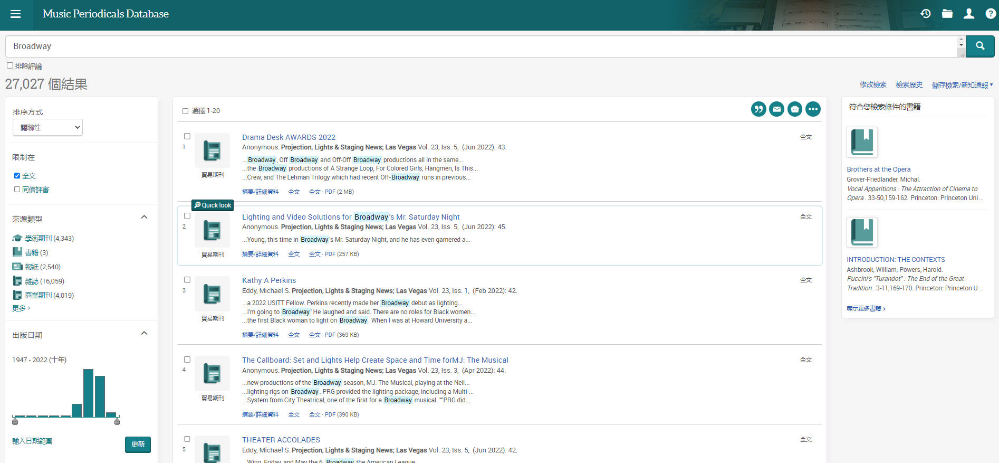 Music Periodicals Database
Broadway
排除評論
27,027 個結果
修改檢索 檢索歷史 儲存檢索/新知通報
排序方式
關聯性
限制在
全文
同儕評審
來源類型
學術期刊 (4,343)
書籍 (3)
報紙 (2,540)
雜誌 (16,059)
商業期刊 (4,019)
更多 ›
出版日期
1947 - 2022 (十年)
輸入日期範圍
更新
選擇 1-20
1
Drama Desk AWARDS 2022
全文
Anonymous. Projection, Lights & Staging News; Las Vegas Vol. 23, Iss. 5, (Jun 2022): 43.
...Broadway, Off Broadway and Off-Off Broadway productions all in the same...
...the Broadway productions of A Strange Loop, For Colored Girls, Hangmen, Is This...
...Crew, and The Lehman Trilogy which had recent Off-Broadway runs in previous...
貿易期刊
摘要/詳細資料 全文 全文 - PDF (2 MB)
Quick look
2
Lighting and Video Solutions for Broadway's Mr. Saturday Night
全文
Anonymous. Projection, Lights & Staging News; Las Vegas Vol. 23, Iss. 5, (Jun 2022): 45.
...Young, this time in Broadway's Mr. Saturday Night, and he has even garnered a...
貿易期刊
摘要/詳細資料 全文 全文 - PDF (257 KB)
3
Kathy A Perkins
全文
Eddy, Michael S. Projection, Lights & Staging News; Las Vegas Vol. 23, Iss. 1, (Feb 2022): 42.
...a 2022 USITT Fellow. Perkins recently made her Broadway debut as lighting...
...I'm going to Broadway' He laughed and said. There are no roles for Black women...
...the first Black woman to light on Broadway. When I was at Howard University a...
貿易期刊
摘要/詳細資料 全文 全文 - PDF (369 KB)
4
The Callboard: Set and Lights Help Create Space and Time forMJ: The Musical
全文
Anonymous. Projection, Lights & Staging News; Las Vegas Vol. 23, Iss. 3, (Apr 2022): 44.
...new productions of the Broadway season, MJ: The Musical, playing at the Neil...
...lighting rigs on Broadway. PRG provided the lighting package, including a Multi-...
...System from City Theatrical, one of the first for a Broadway musical. ""PRG did...
貿易期刊
摘要/詳細資料 全文 全文 - PDF (390 KB)
5
THEATER ACCOLADES
全文
Eddy, Michael S. Projection, Lights & Staging News; Las Vegas Vol. 23, Iss. 5, (Jun 2022): 42.
...Wing. Friday, and May the 6, Broadway the American League
符合您檢索條件的書籍
Brothers at the Opera
Grover-Friedlander, Michal.
Vocal Apparitions : The Attraction of Cinema to
Opera . 33-50,159-162. Princeton: Princeton Uni...
INTRODUCTION: THE CONTEXTS
Ashbrook, William; Powers, Harold.
Puccini's "Turandot" : The End of the Great
Tradition . 3-11,169-170. Princeton: Princeton U ...
顯示更多書籍 ›